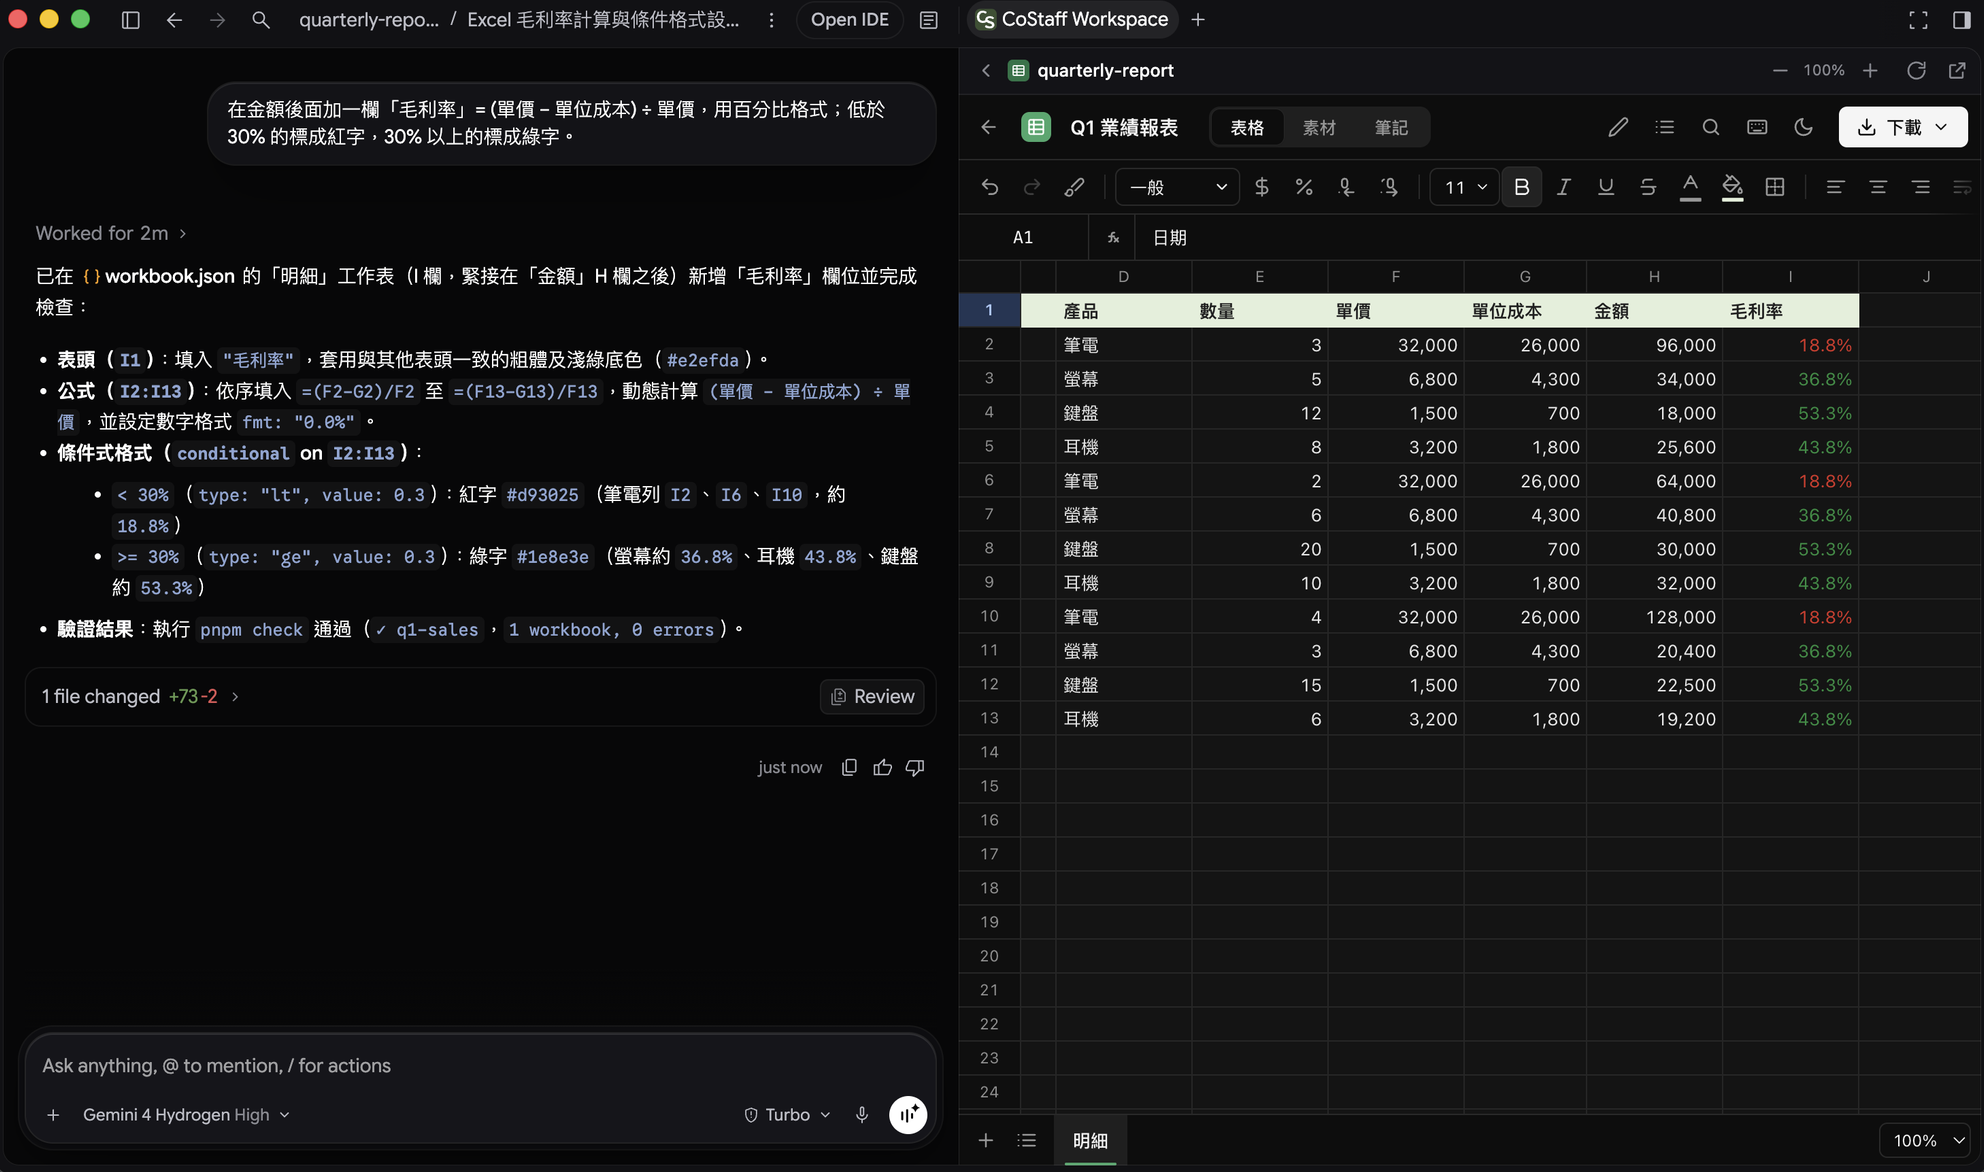 quarterly-repo... / Excel 毛利率計算與條件格式設...
Open IDE
CoStaff Workspace
在金額後面加一欄「毛利率」= (單價 − 單位成本) ÷ 單價，用百分比格式；低於
30% 的標成紅字，30% 以上的標成綠字。
Worked for 2m
已在 {} workbook.json 的「明細」工作表（I 欄，緊接在「金額」H 欄之後）新增「毛利率」欄位並完成
檢查：
• 表頭（I1）：填入 "毛利率"，套用與其他表頭一致的粗體及淺綠底色（#e2efda）。
• 公式（I2:I13）：依序填入 =(F2-G2)/F2 至 =(F13-G13)/F13，動態計算 (單價 - 單位成本) ÷ 單
價，並設定數字格式 fmt: "0.0%"。
• 條件式格式（conditional on I2:I13）：
• < 30%（type: "lt", value: 0.3）：紅字 #d93025（筆電列 I2、I6、I10，約
18.8%）
• >= 30%（type: "ge", value: 0.3）：綠字 #1e8e3e（螢幕約 36.8%、耳機 43.8%、鍵盤
約 53.3%）
• 驗證結果：執行 pnpm check 通過（✓ q1-sales，1 workbook, 0 errors）。
1 file changed +73 -2
Review
just now
Ask anything, @ to mention, / for actions
Gemini 4 Hydrogen High
Turbo
quarterly-report
100%
Q1 業績報表
表格 素材 筆記
下載
一般 $ % 11 B I U S A
A1 fx 日期
D E F G H I J
1 產品 數量 單價 單位成本 金額 毛利率
2 筆電 3 32,000 26,000 96,000 18.8%
3 螢幕 5 6,800 4,300 34,000 36.8%
4 鍵盤 12 1,500 700 18,000 53.3%
5 耳機 8 3,200 1,800 25,600 43.8%
6 筆電 2 32,000 26,000 64,000 18.8%
7 螢幕 6 6,800 4,300 40,800 36.8%
8 鍵盤 20 1,500 700 30,000 53.3%
9 耳機 10 3,200 1,800 32,000 43.8%
10 筆電 4 32,000 26,000 128,000 18.8%
11 螢幕 3 6,800 4,300 20,400 36.8%
12 鍵盤 15 1,500 700 22,500 53.3%
13 耳機 6 3,200 1,800 19,200 43.8%
14
15
16
17
18
19
20
21
22
23
24
明細
100%